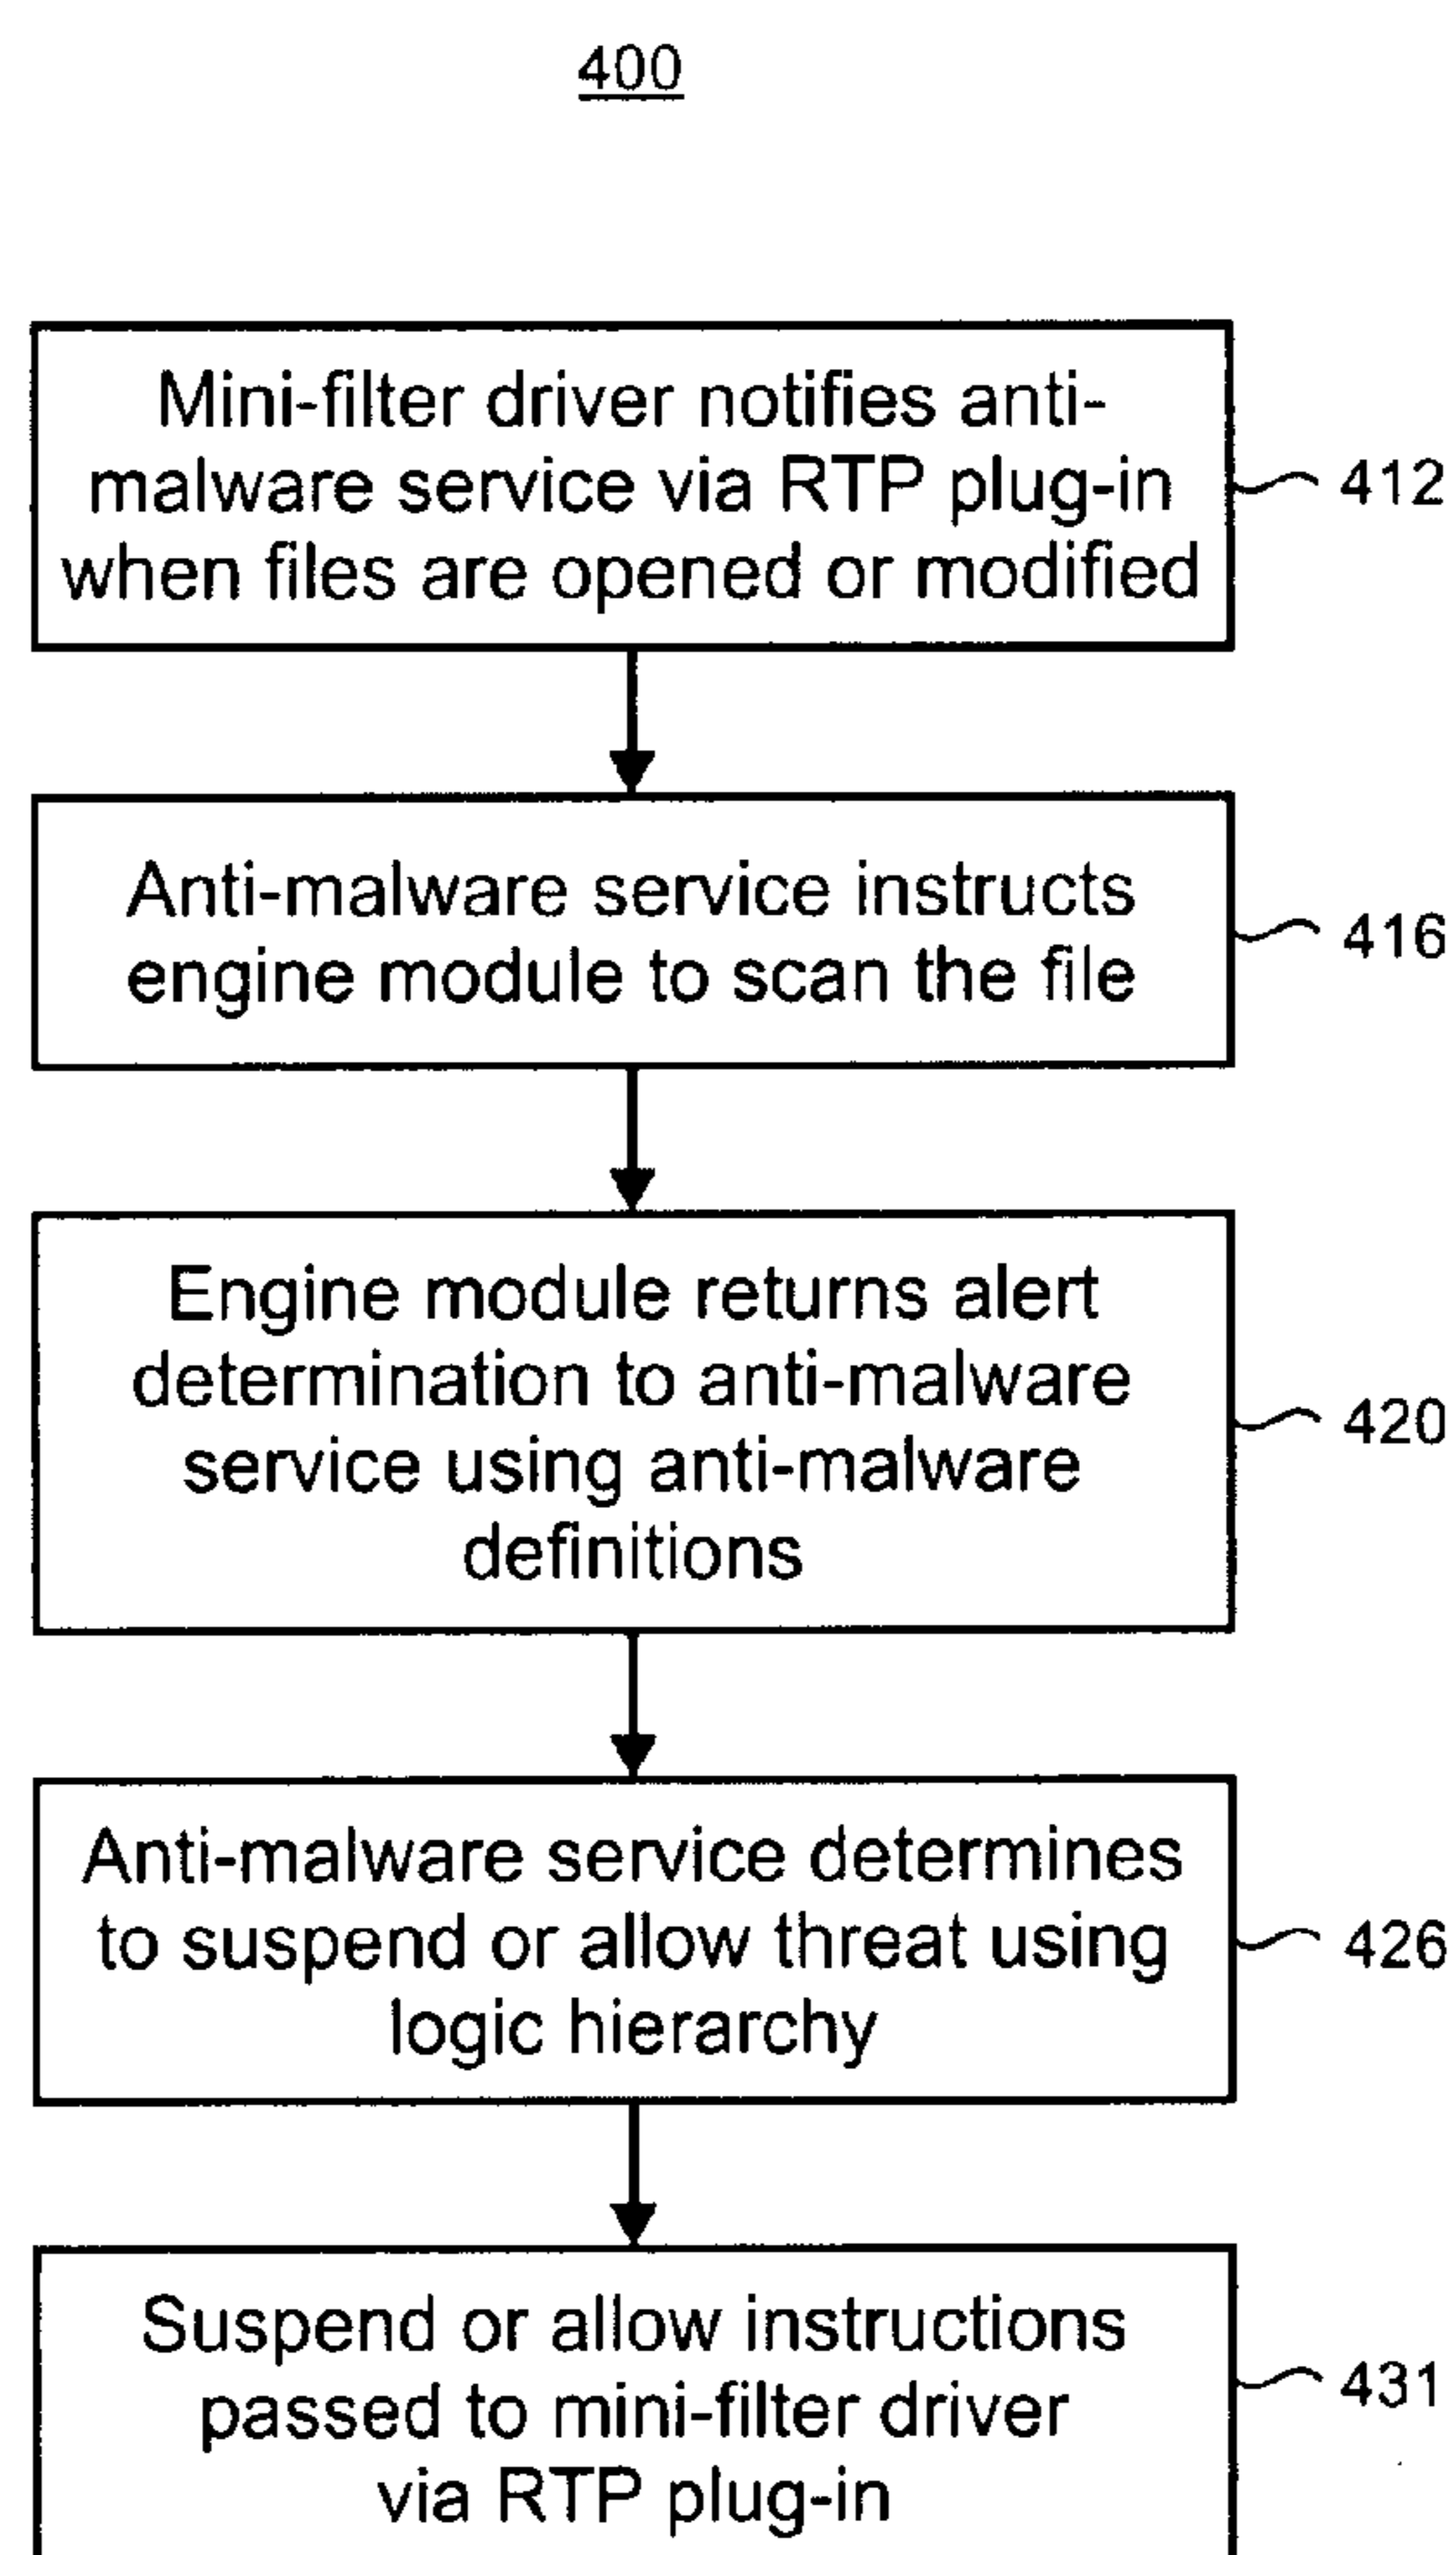 400
Mini-filter driver notifies anti-
malware service via RTP plug-in
when files are opened or modified
412
Anti-malware service instructs
engine module to scan the file
416
Engine module returns alert
determination to anti-malware
service using anti-malware
definitions
420
Anti-malware service determines
to suspend or allow threat using
logic hierarchy
426
Suspend or allow instructions
passed to mini-filter driver
via RTP plug-in
431